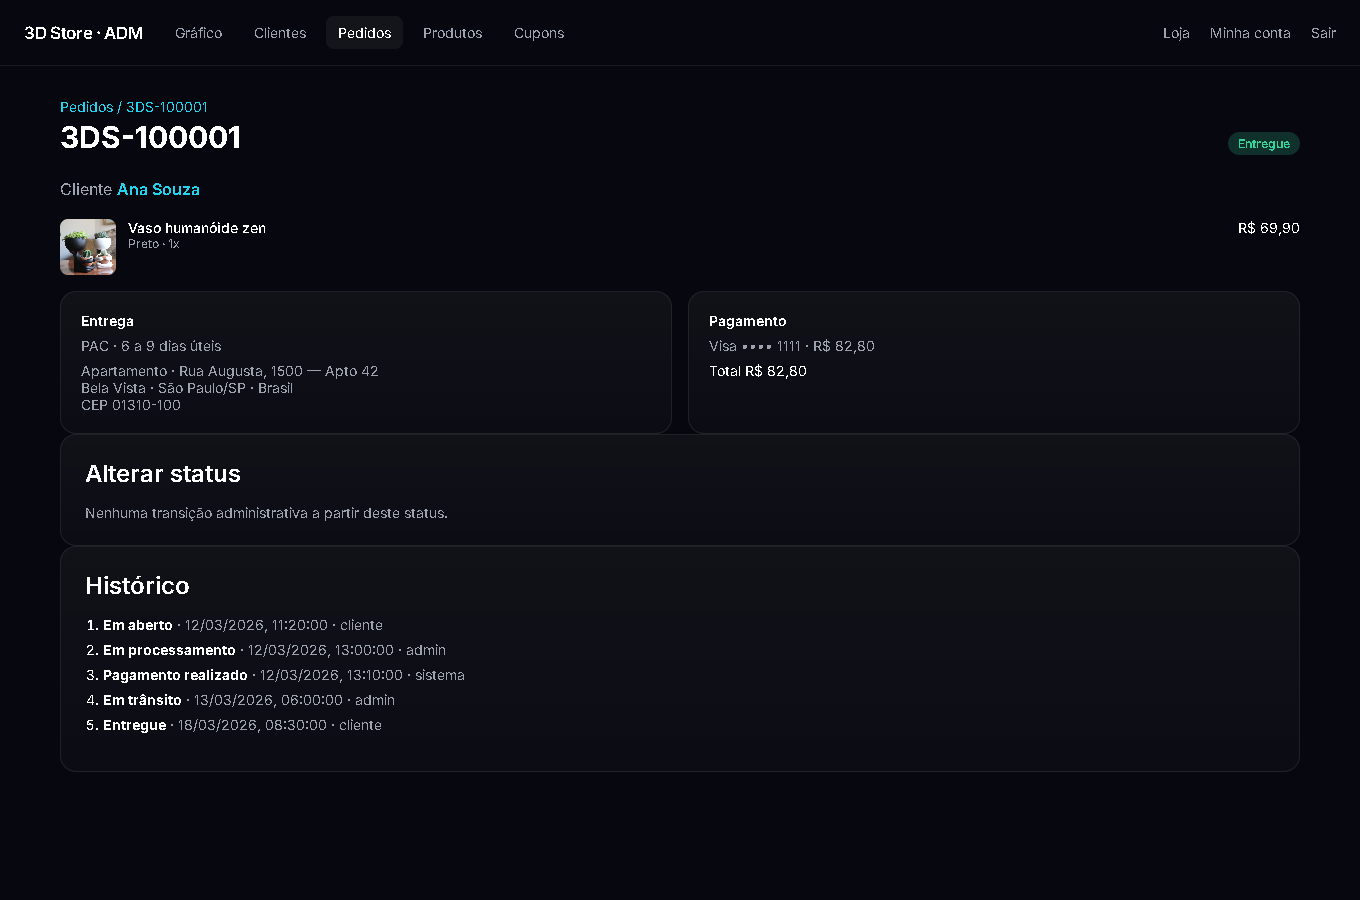 3D Store · ADM Gráfico Clientes Pedidos Produtos Cupons Loja Minha conta Sair
Pedidos / 3DS-100001
3DS-100001
Entregue
Cliente Ana Souza
Vaso humanóide zen R$ 69,90
Preto · 1x
Entrega
PAC · 6 a 9 dias úteis
Apartamento · Rua Augusta, 1500 — Apto 42
Bela Vista · São Paulo/SP · Brasil
CEP 01310-100
Pagamento
Visa •••• 1111 · R$ 82,80
Total R$ 82,80
Alterar status
Nenhuma transição administrativa a partir deste status.
Histórico
1. Em aberto · 12/03/2026, 11:20:00 · cliente
2. Em processamento · 12/03/2026, 13:00:00 · admin
3. Pagamento realizado · 12/03/2026, 13:10:00 · sistema
4. Em trânsito · 13/03/2026, 06:00:00 · admin
5. Entregue · 18/03/2026, 08:30:00 · cliente